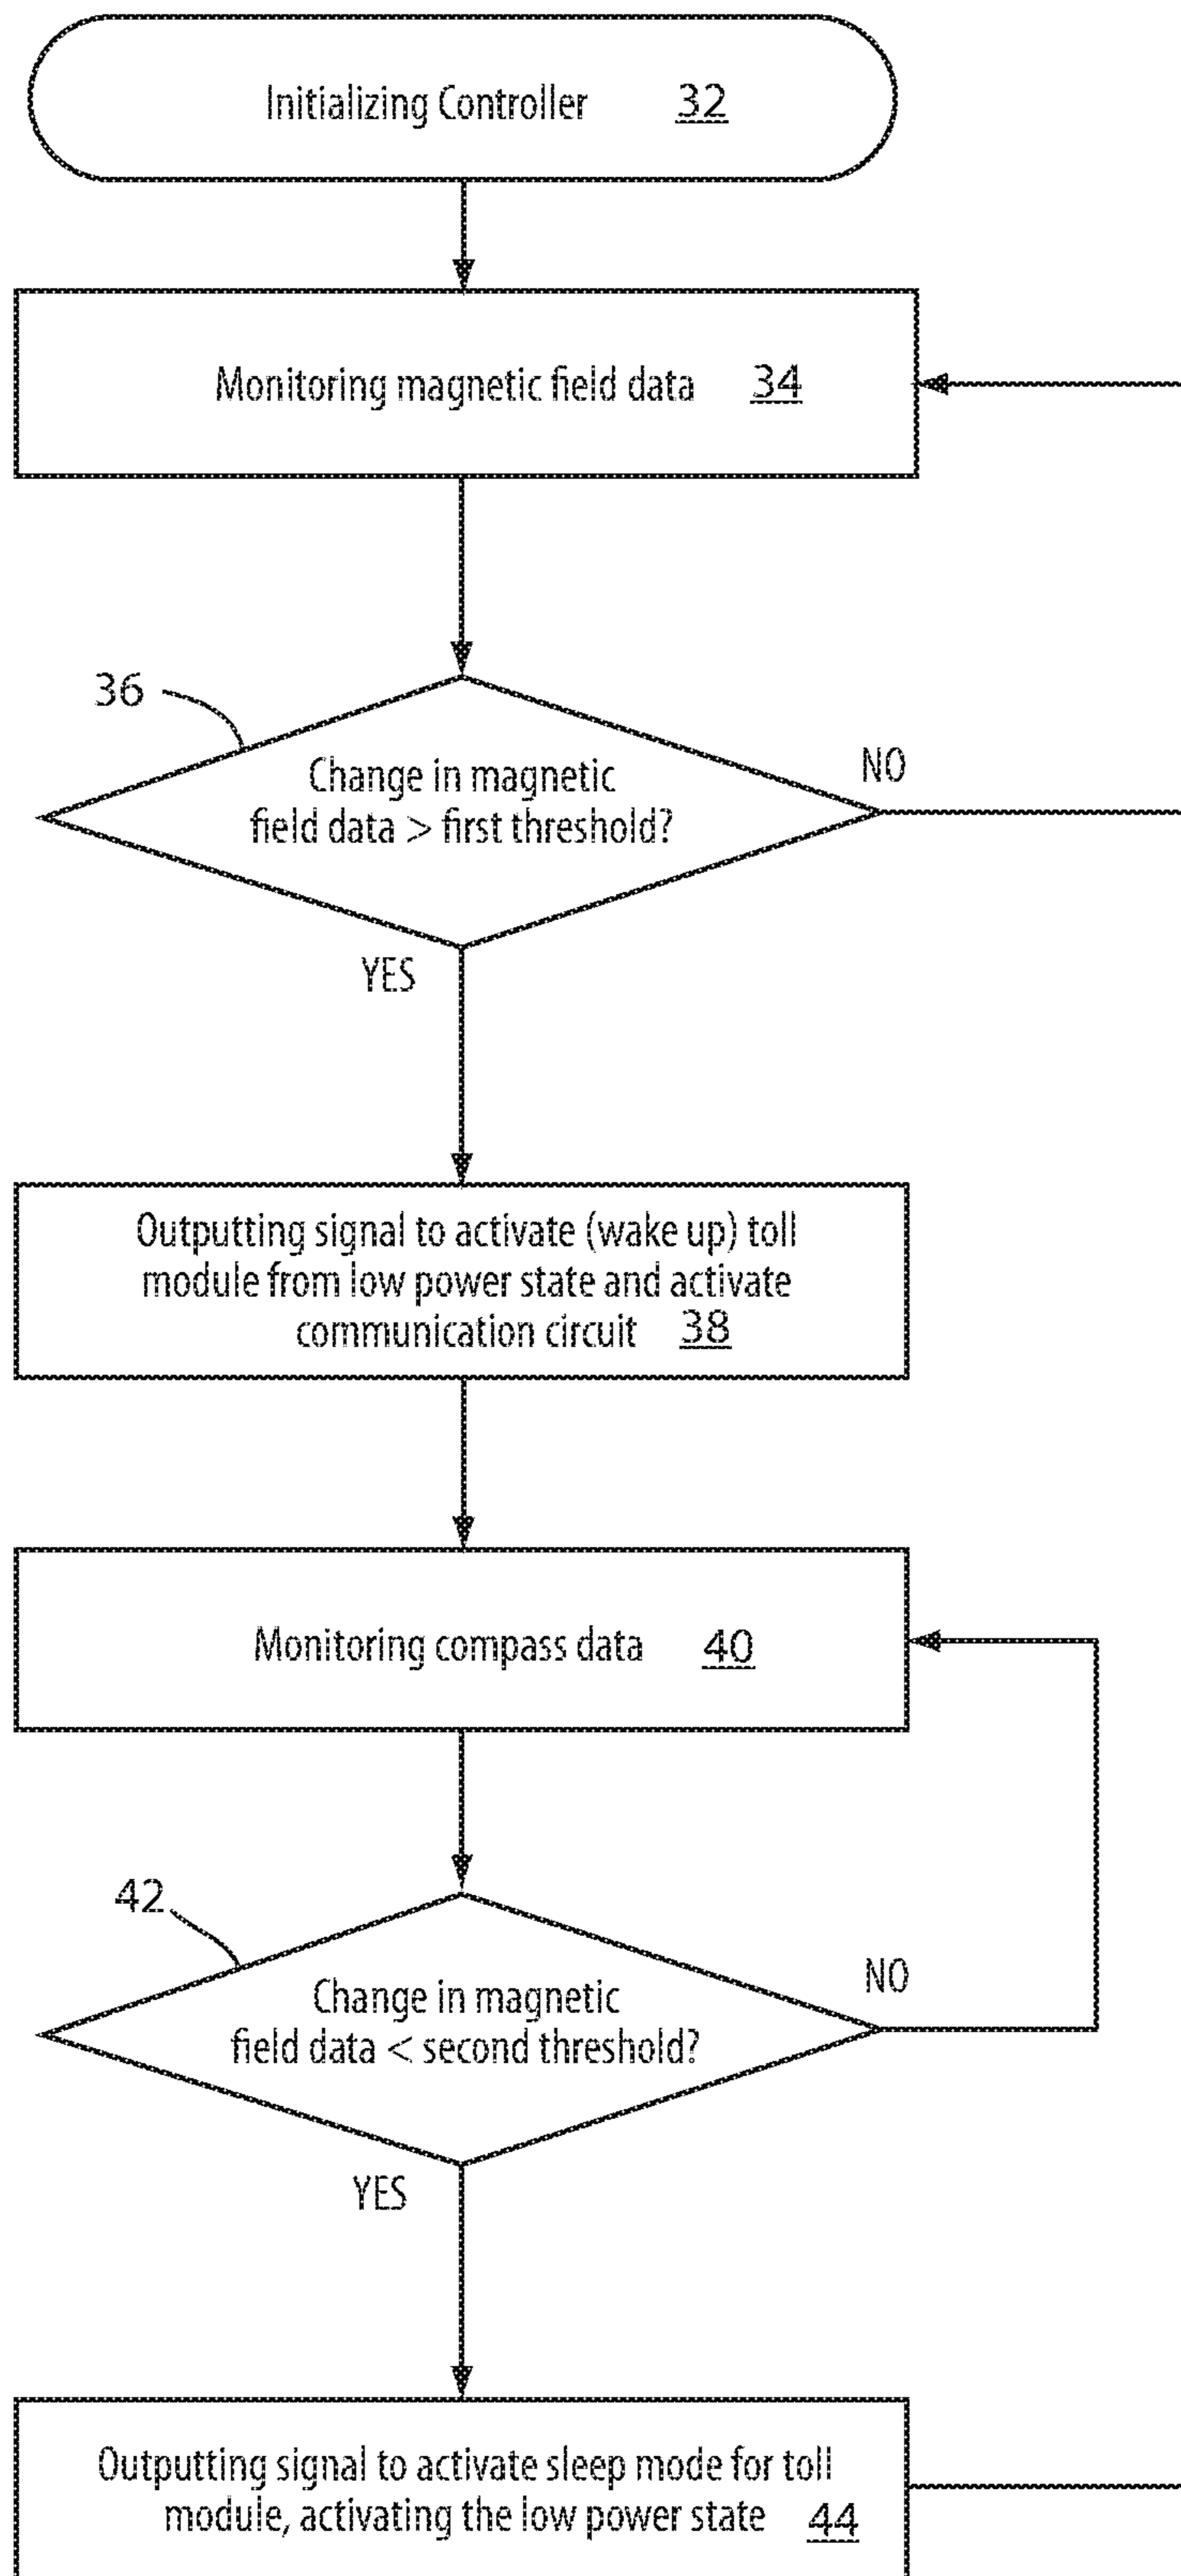 Initializing Controller 32
Monitoring magnetic field data 34
36
Change in magnetic
field data > first threshold?
NO
YES
Outputting signal to activate (wake up) toll
module from low power state and activate
communication circuit 38
Monitoring compass data 40
42
Change in magnetic
field data < second threshold?
NO
YES
Outputting signal to activate sleep mode for toll
module, activating the low power state 44